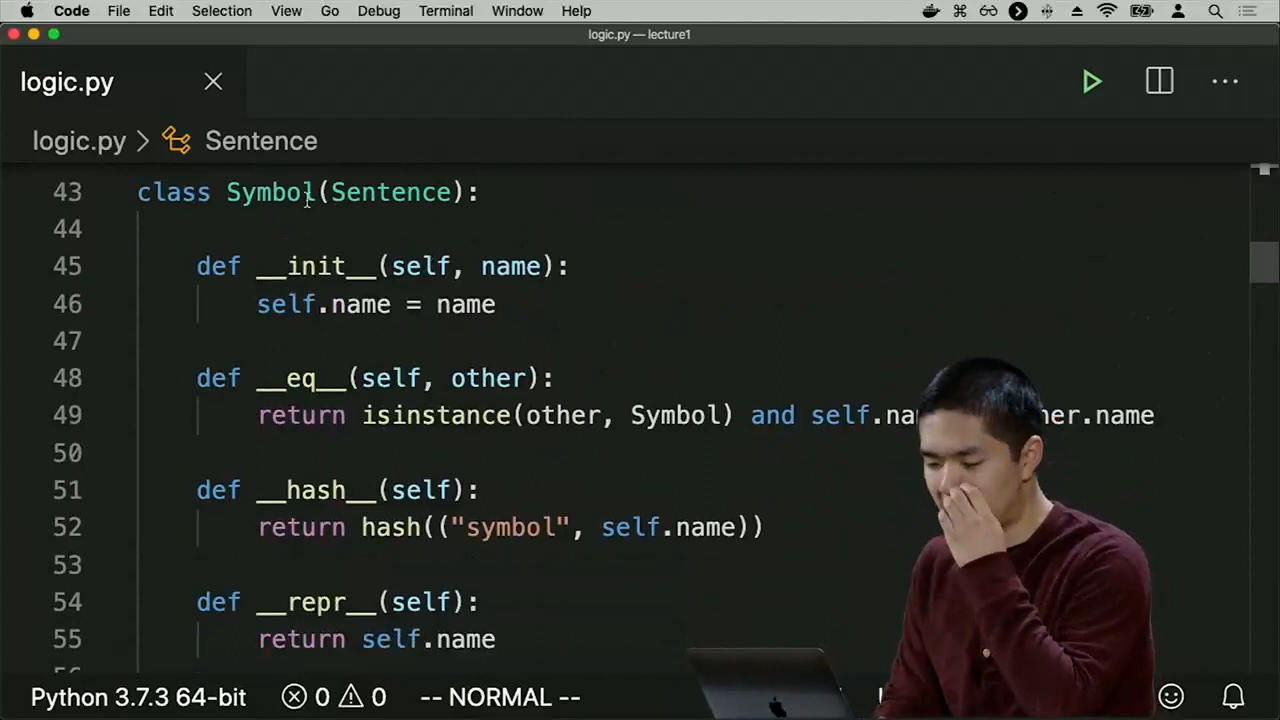 Code File Edit Selection View Go Debug Terminal Window Help
logic.py — lecture1
logic.py
logic.py > Sentence
43 class Symbol(Sentence):
44
45 def __init__(self, name):
46 self.name = name
47
48 def __eq__(self, other):
49 return isinstance(other, Symbol) and self.na her.name
50
51 def __hash__(self):
52 return hash(("symbol", self.name))
53
54 def __repr__(self):
55 return self.name
Python 3.7.3 64-bit 0 0 -- NORMAL --